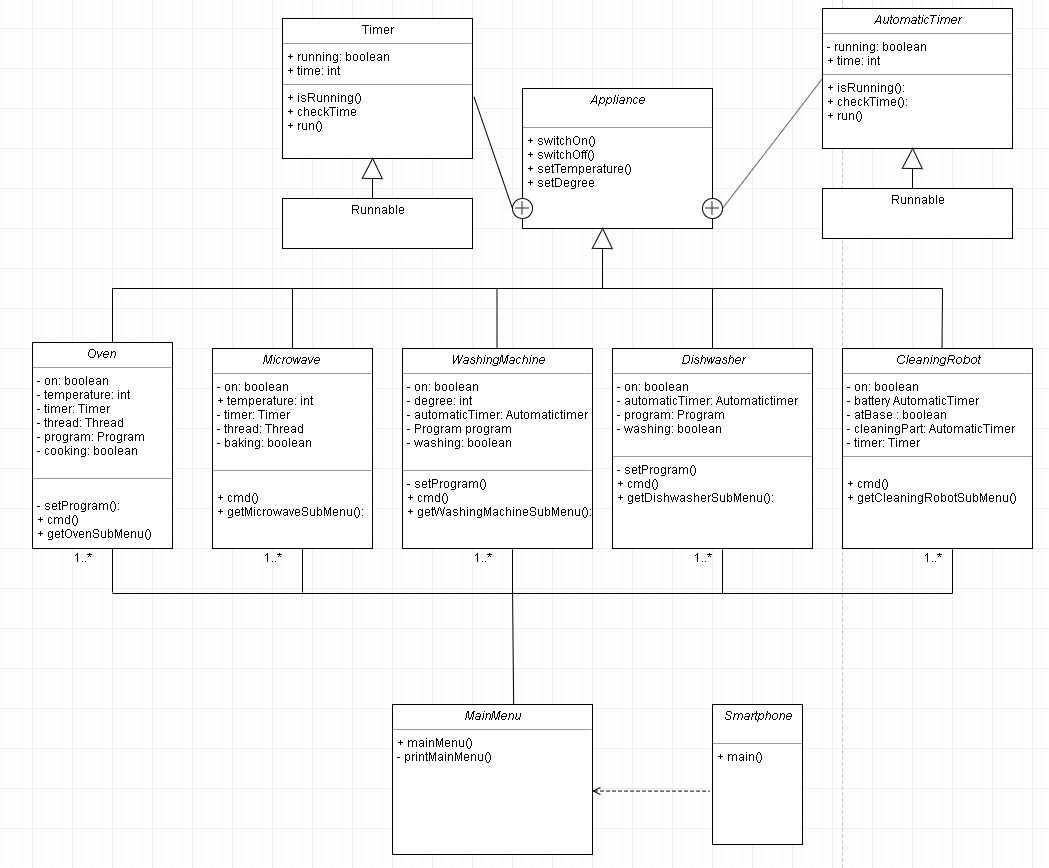 Timer
+ running: boolean
+ time: int
+ isRunning()
+ checkTime
+ run()
Runnable
Appliance
+ switchOn()
+ switchOff()
+ setTemperature()
+ setDegree
AutomaticTimer
- running: boolean
+ time: int
+ isRunning():
+ checkTime():
+ run()
Runnable
Oven
- on: boolean
- temperature: int
- timer: Timer
- thread: Thread
- program: Program
- cooking: boolean
- setProgram():
+ cmd()
+ getOvenSubMenu()
1..*
Microwave
- on: boolean
+ temperature: int
- timer: Timer
- thread: Thread
- baking: boolean
+ cmd()
+ getMicrowaveSubMenu():
1..*
WashingMachine
- on: boolean
- degree: int
- automaticTimer: Automatictimer
- Program program
- washing: boolean
- setProgram()
+ cmd()
+ getWashingMachineSubMenu():
1..*
Dishwasher
- on: boolean
- automaticTimer: Automatictimer
- program: Program
- washing: boolean
- setProgram()
+ cmd()
+ getDishwasherSubMenu():
1..*
CleaningRobot
- on: boolean
- battery AutomaticTimer
- atBase : boolean
- cleaningPart: AutomaticTimer
- timer: Timer
+ cmd()
+ getCleaningRobotSubMenu()
1..*
MainMenu
+ mainMenu()
- printMainMenu()
Smartphone
+ main()